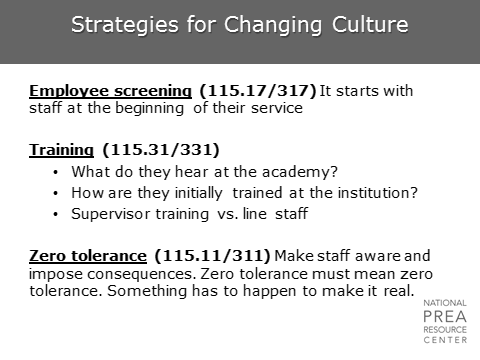 Strategies for Changing Culture
Employee screening (115.17/317) It starts with
staff at the beginning of their service
Training (115.31/331)
• What do they hear at the academy?
• How are they initially trained at the institution?
• Supervisor training vs. line staff
Zero tolerance (115.11/311) Make staff aware and
impose consequences. Zero tolerance must mean zero
tolerance. Something has to happen to make it real.
NATIONAL
PREA
RESOURCE
CENTER